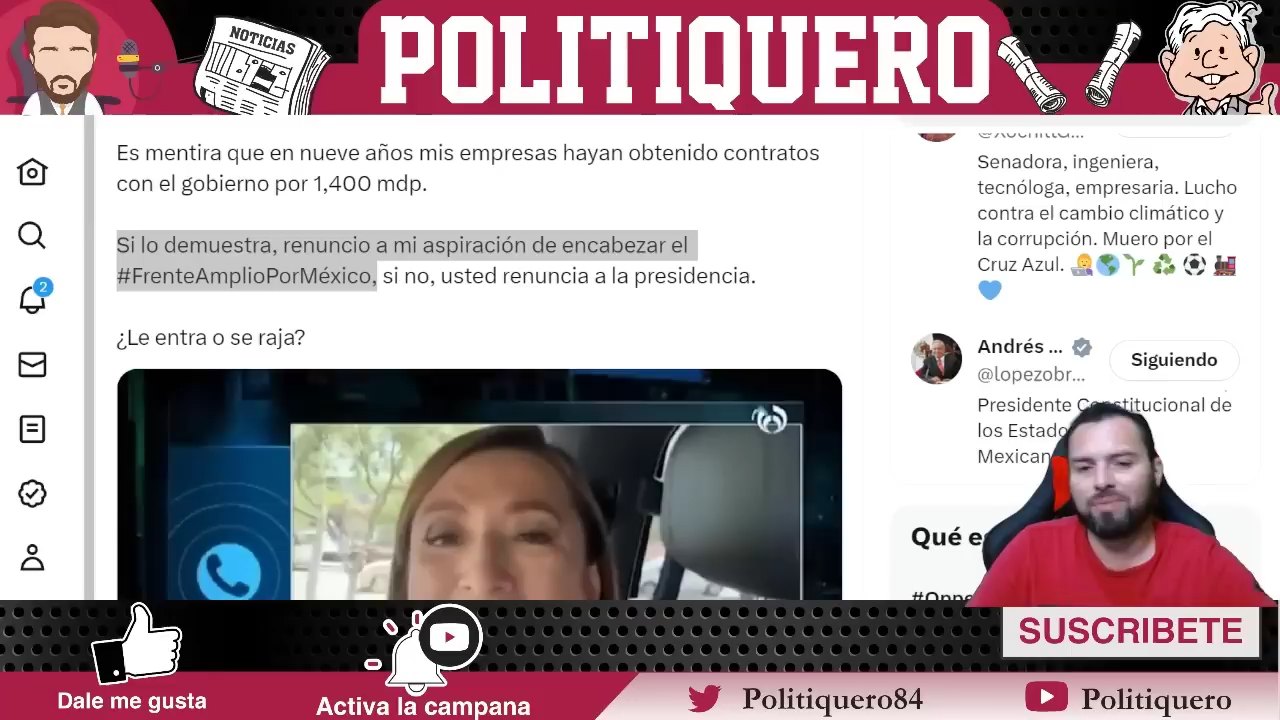 NOTICIAS
POLITIQUERO
Es mentira que en nueve años mis empresas hayan obtenido contratos
con el gobierno por 1,400 mdp.
Si lo demuestra, renuncio a mi aspiración de encabezar el
#FrenteAmplioPorMéxico, si no, usted renuncia a la presidencia.
¿Le entra o se raja?
2
Senadora, ingeniera,
tecnóloga, empresaria. Lucho
contra el cambio climático y
la corrupción. Muero por el
Cruz Azul.
Andrés ...
@lopezobr...
Siguiendo
Presidente Constitucional de
los Estado
Mexican
Qué e
SUSCRIBETE
Dale me gusta
Activa la campana
Politiquero84
Politiquero